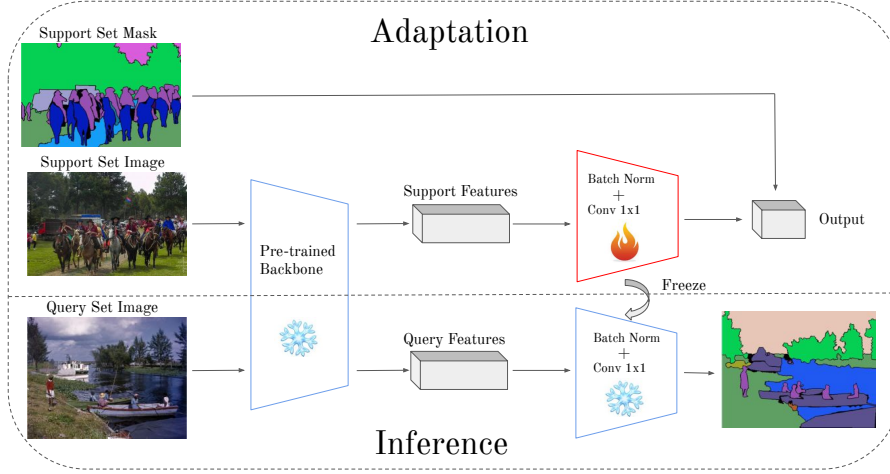 Adaptation
Support Set Mask
Support Set Image
Support Features
Batch Norm
+
Conv 1x1
Output
Pre-trained
Backbone
Freeze
Query Set Image
Query Features
Batch Norm
+
Conv 1x1
Inference